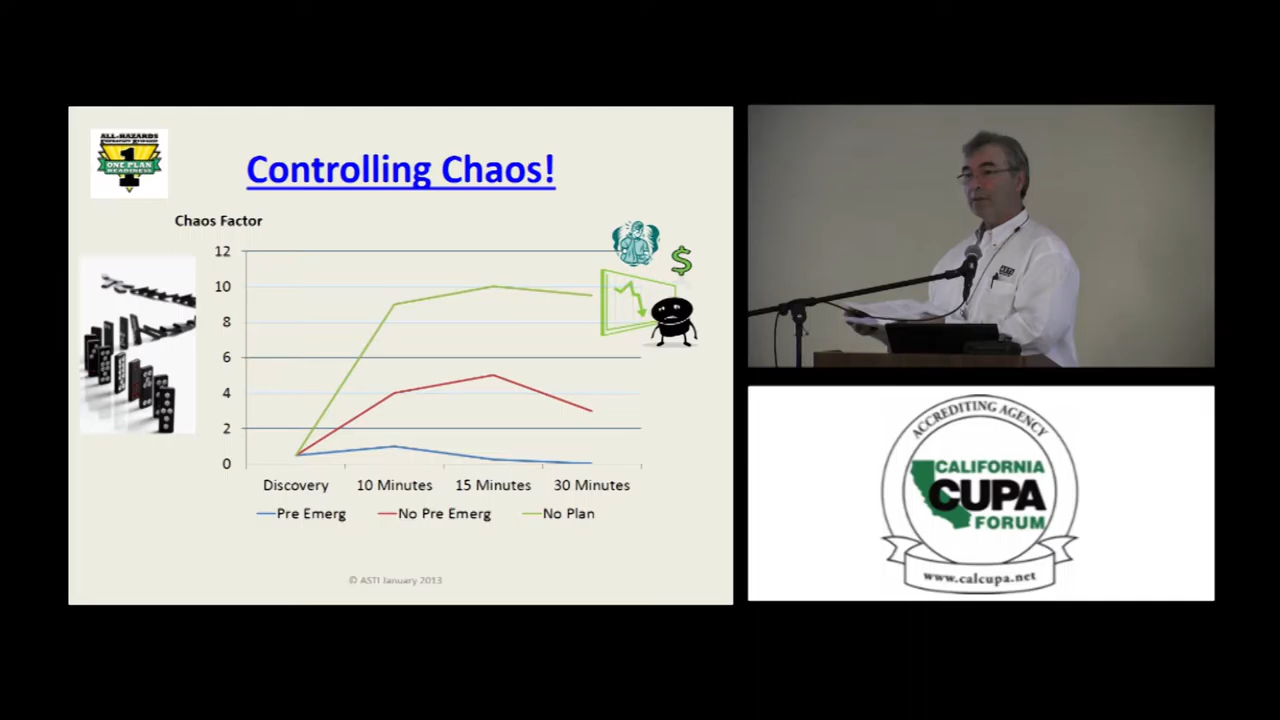 ALL-HAZARDS
1
ONE PLAN
READINESS
Controlling Chaos!
Chaos Factor
12
10
8
6
4
2
0
Discovery 10 Minutes 15 Minutes 30 Minutes
Pre Emerg No Pre Emerg No Plan
$
© ASTI January 2013
ACCREDITING AGENCY
CALIFORNIA
CUPA
FORUM
www.calcupa.net